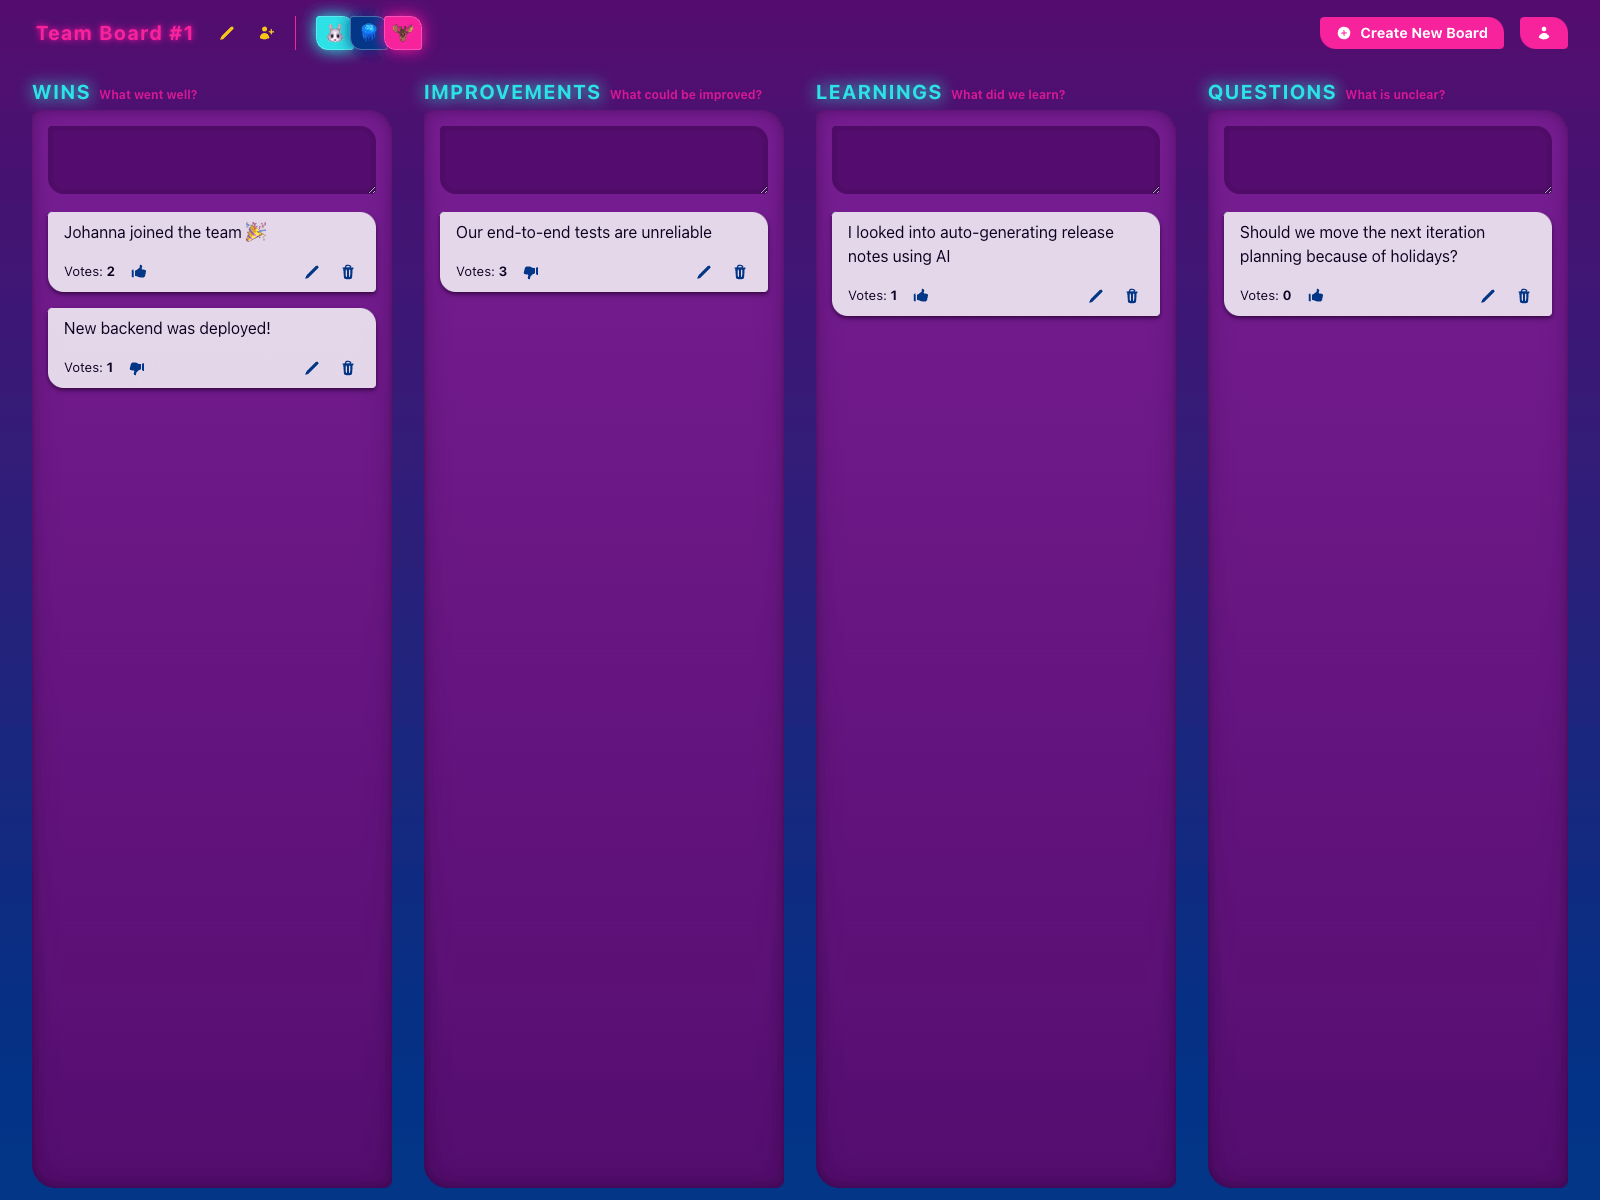 Team Board #1
Create New Board
WINS What went well?
Johanna joined the team 🎉
Votes: 2
New backend was deployed!
Votes: 1
IMPROVEMENTS What could be improved?
Our end-to-end tests are unreliable
Votes: 3
LEARNINGS What did we learn?
I looked into auto-generating release
notes using AI
Votes: 1
QUESTIONS What is unclear?
Should we move the next iteration
planning because of holidays?
Votes: 0